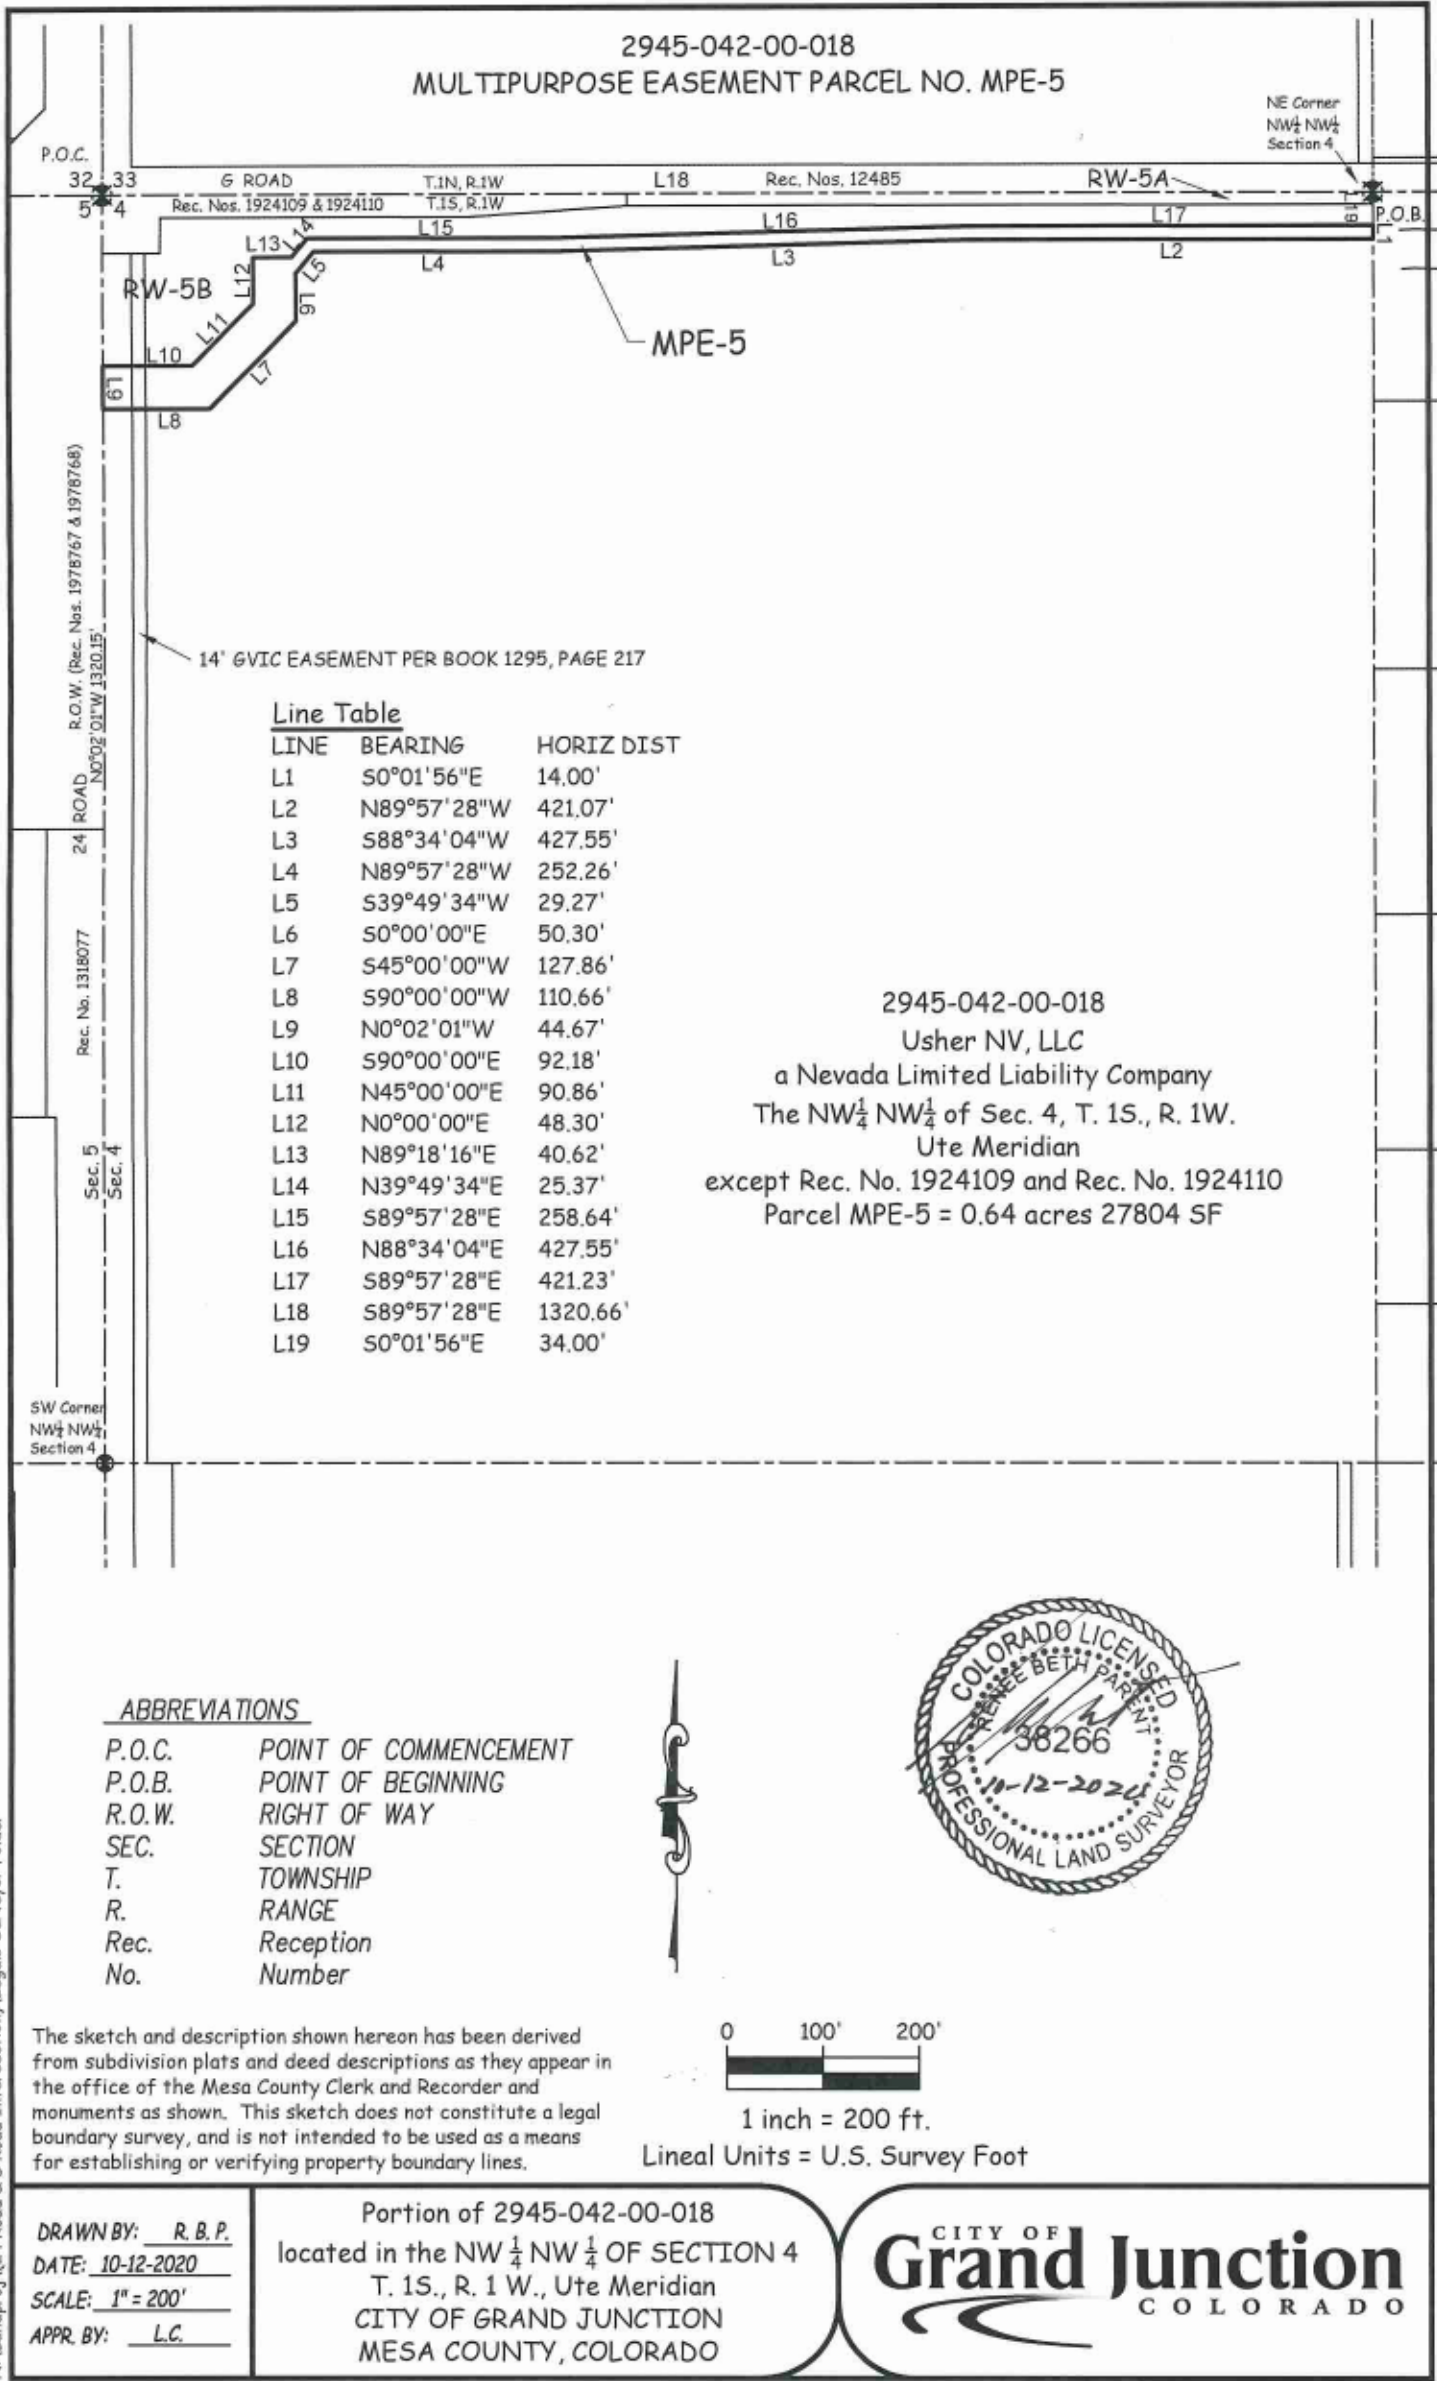 2945-042-00-018
MULTIPURPOSE EASEMENT PARCEL NO. MPE-5
NE Corner
NW¼ NW¼
Section 4
P.O.C.
32 33
5 4
G ROAD
T.1N, R.1W
L18
Rec. Nos. 12485
RW-5A
Rec. Nos. 1924109 & 1924110
T.1S, R.1W
L19
P.O.B.
L1
L15
L16
L17
L14
L13
L12
L5
L4
L3
L2
RW-5B
L6
L11
L7
MPE-5
L10
L9
L8
24 ROAD R.O.W. (Rec. Nos. 1978767 & 1978768)
N0°02'01"W 1320.15'
14' GVIC EASEMENT PER BOOK 1295, PAGE 217
Line Table
LINE BEARING HORIZ DIST
L1 S0°01'56"E 14.00'
L2 N89°57'28"W 421.07'
L3 S88°34'04"W 427.55'
L4 N89°57'28"W 252.26'
L5 S39°49'34"W 29.27'
L6 S0°00'00"E 50.30'
L7 S45°00'00"W 127.86'
L8 S90°00'00"W 110.66'
L9 N0°02'01"W 44.67'
L10 S90°00'00"E 92.18'
L11 N45°00'00"E 90.86'
L12 N0°00'00"E 48.30'
L13 N89°18'16"E 40.62'
L14 N39°49'34"E 25.37'
L15 S89°57'28"E 258.64'
L16 N88°34'04"E 427.55'
L17 S89°57'28"E 421.23'
L18 S89°57'28"E 1320.66'
L19 S0°01'56"E 34.00'
Rec. No. 1318077
Sec. 5
Sec. 4
2945-042-00-018
Usher NV, LLC
a Nevada Limited Liability Company
The NW¼ NW¼ of Sec. 4, T. 1S., R. 1W.
Ute Meridian
except Rec. No. 1924109 and Rec. No. 1924110
Parcel MPE-5 = 0.64 acres 27804 SF
SW Corner
NW¼ NW¼
Section 4
ABBREVIATIONS
P.O.C. POINT OF COMMENCEMENT
P.O.B. POINT OF BEGINNING
R.O.W. RIGHT OF WAY
SEC. SECTION
T. TOWNSHIP
R. RANGE
Rec. Reception
No. Number
COLORADO LICENSED
RENEE BETH PARENT
38266
10-12-2020
PROFESSIONAL LAND SURVEYOR
The sketch and description shown hereon has been derived
from subdivision plats and deed descriptions as they appear in
the office of the Mesa County Clerk and Recorder and
monuments as shown. This sketch does not constitute a legal
boundary survey, and is not intended to be used as a means
for establishing or verifying property boundary lines.
0 100' 200'
1 inch = 200 ft.
Lineal Units = U.S. Survey Foot
DRAWN BY: R. B. P.
DATE: 10-12-2020
SCALE: 1" = 200'
APPR. BY: L.C.
Portion of 2945-042-00-018
located in the NW ¼ NW ¼ OF SECTION 4
T. 1S., R. 1 W., Ute Meridian
CITY OF GRAND JUNCTION
MESA COUNTY, COLORADO
CITY OF
Grand Junction
COLORADO